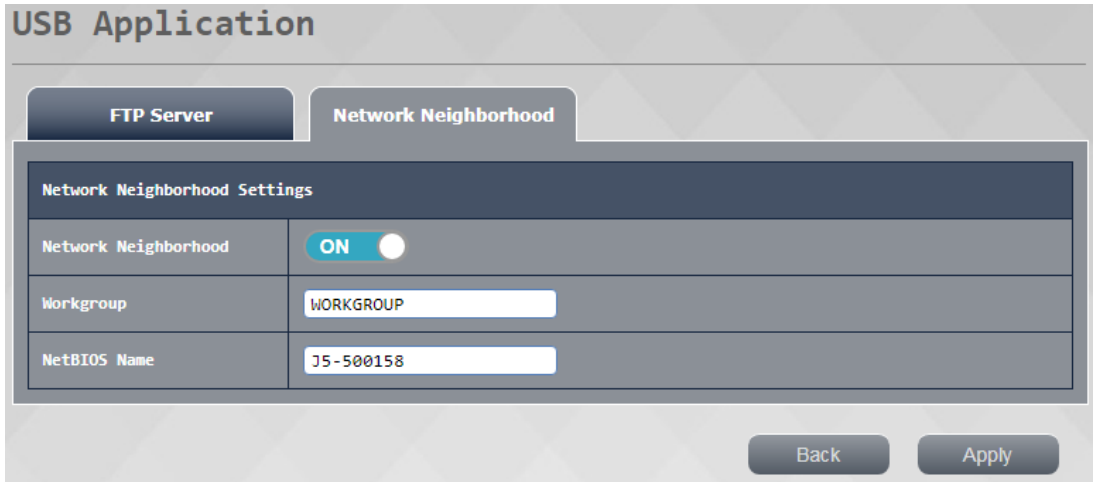 USB Application
FTP Server
Network Neighborhood
Network Neighborhood Settings
Network Neighborhood
ON
Workgroup
WORKGROUP
NetBIOS Name
J5-500158
Back
Apply